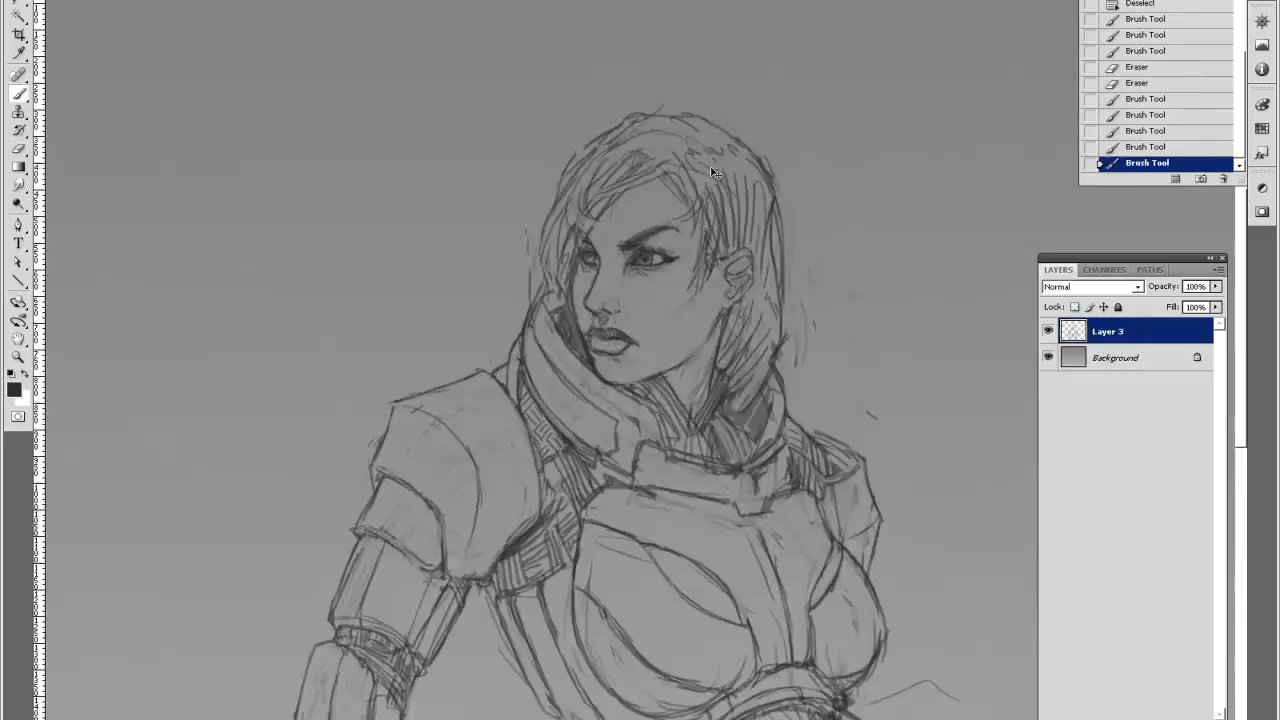 Deselect
Brush Tool
Brush Tool
Brush Tool
Eraser
Eraser
Brush Tool
Brush Tool
Brush Tool
Brush Tool
Brush Tool
LAYERS CHANNELS PATHS
Normal Opacity: 100%
Lock: Fill: 100%
Layer 3
Background